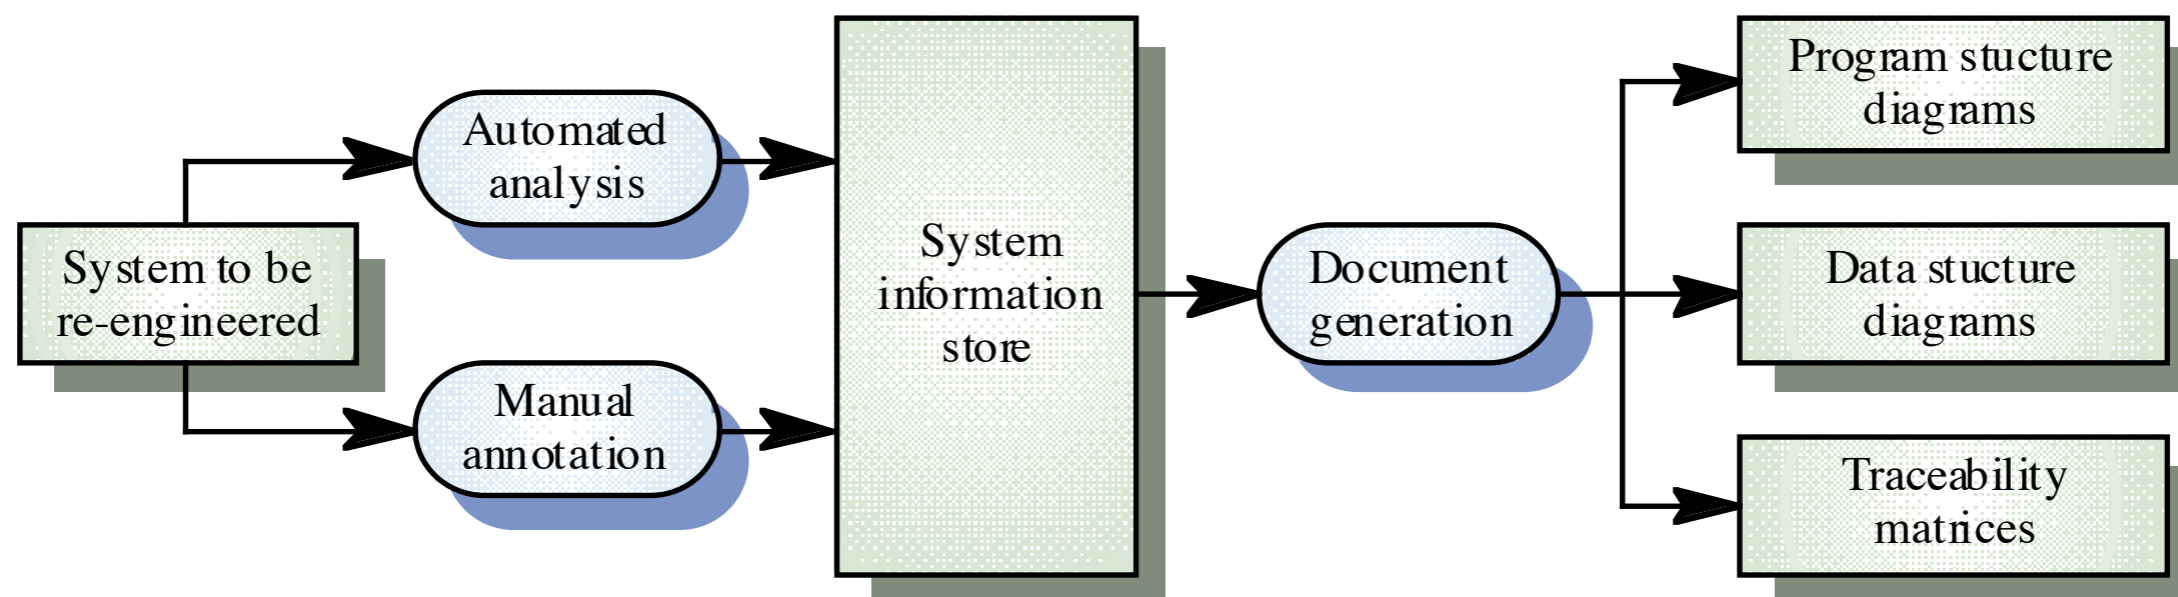 System to be
re-engineered
Automated
analysis
Manual
annotation
System
information
store
Document
generation
Program stucture
diagrams
Data stucture
diagrams
Traceability
matrices